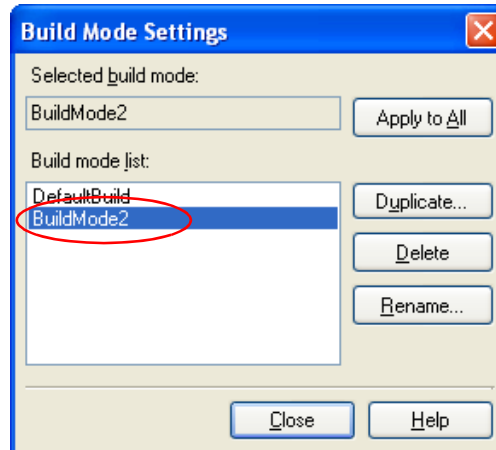 Build Mode Settings
Selected build mode:
BuildMode2
Apply to All
Build mode list:
DefaultBuild
BuildMode2
Duplicate...
Delete
Rename...
Close
Help